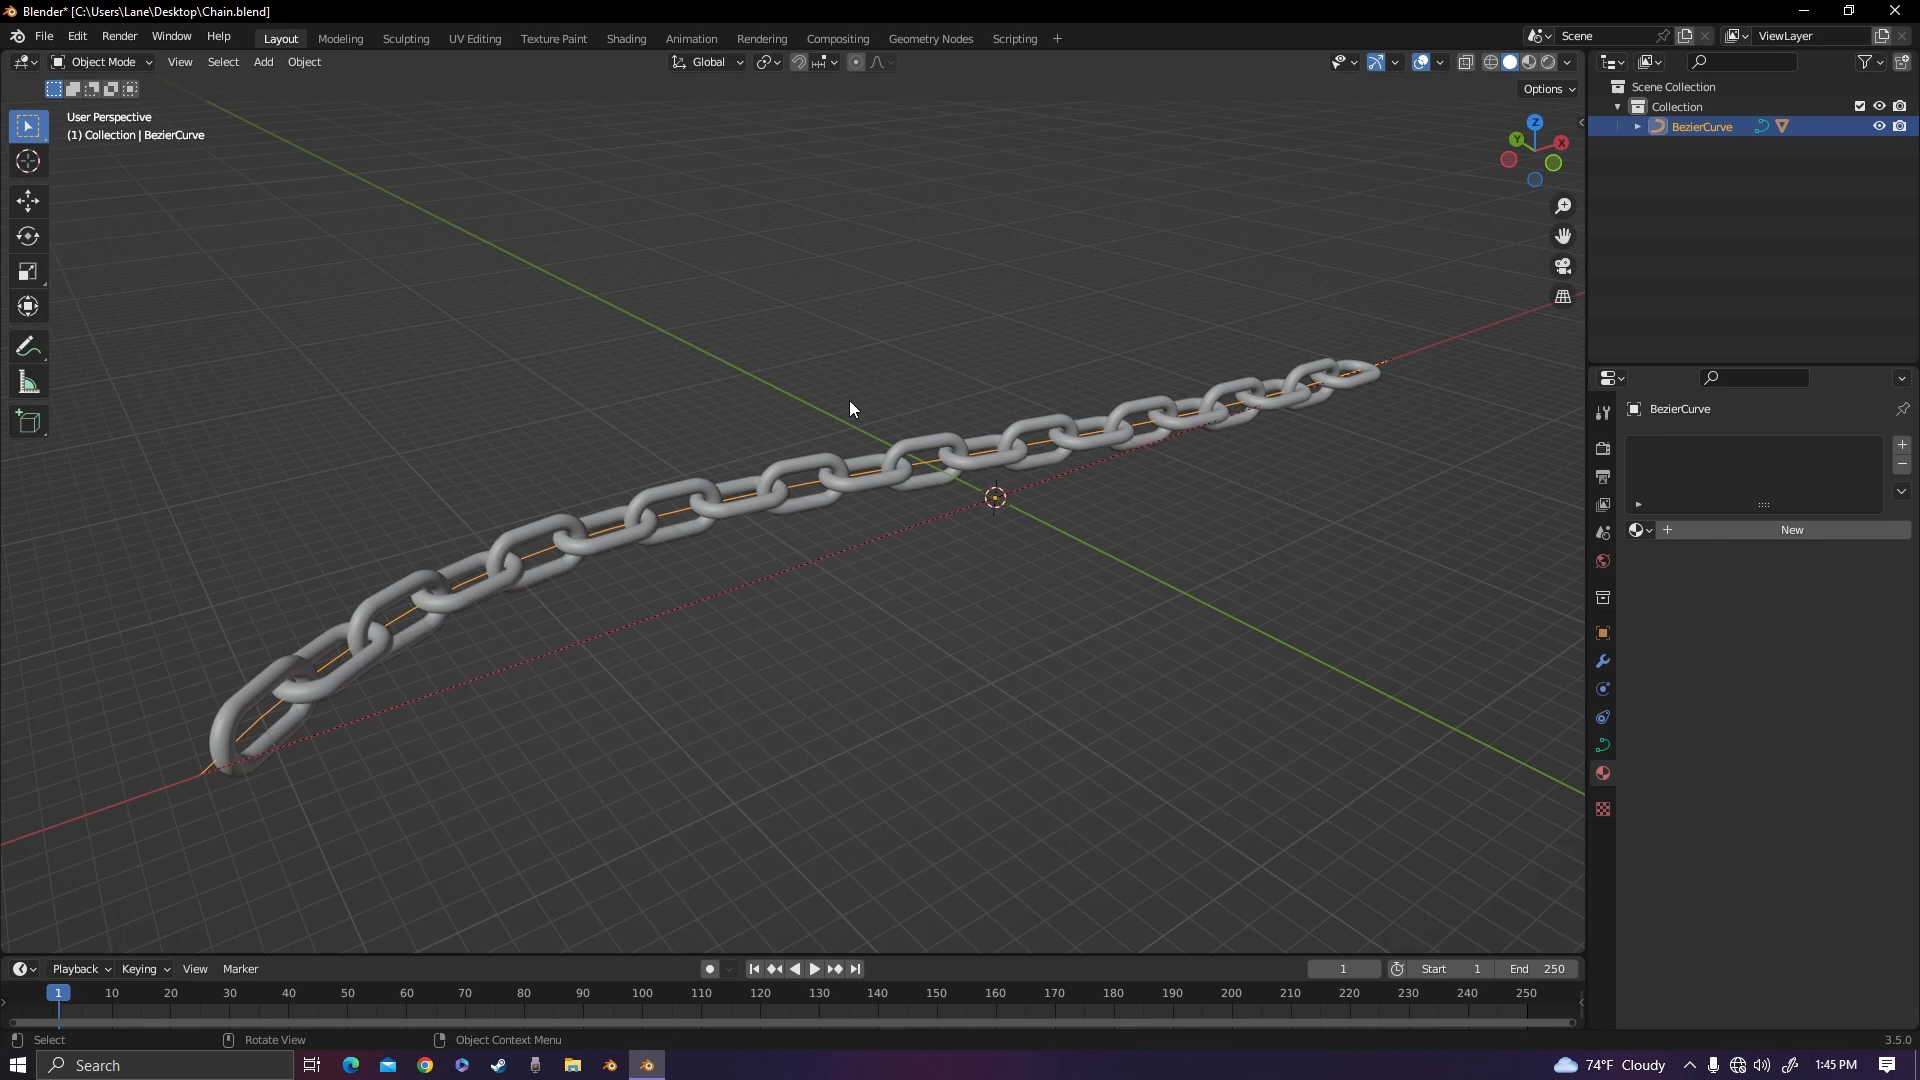 Blender* [C:\Users\Lane\Desktop\Chain.blend]
File Edit Render Window Help Layout Modeling Sculpting UV Editing Texture Paint Shading Animation Rendering Compositing Geometry Nodes Scripting + Scene ViewLayer
Object Mode View Select Add Object Global
Options
User Perspective
(1) Collection | BezierCurve
Z
Y
X
Scene Collection
Collection
BezierCurve
BezierCurve
New
Playback Keying View Marker 1 Start 1 End 250
1 10 20 30 40 50 60 70 80 90 100 110 120 130 140 150 160 170 180 190 200 210 220 230 240 250
Select Rotate View Object Context Menu 3.5.0
Search 74°F Cloudy 1:45 PM